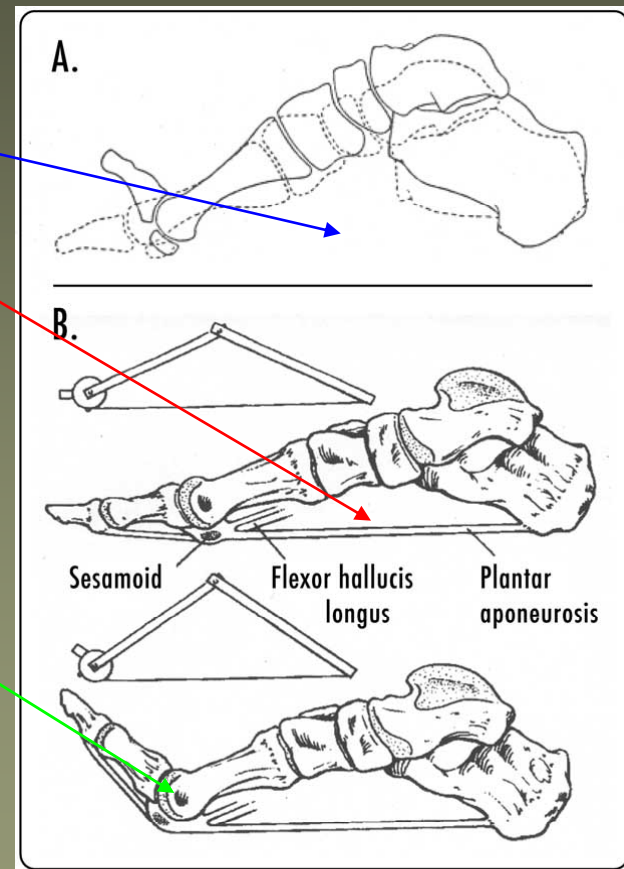 A.
B.
Sesamoid
Flexor hallucis
longus
Plantar
aponeurosis